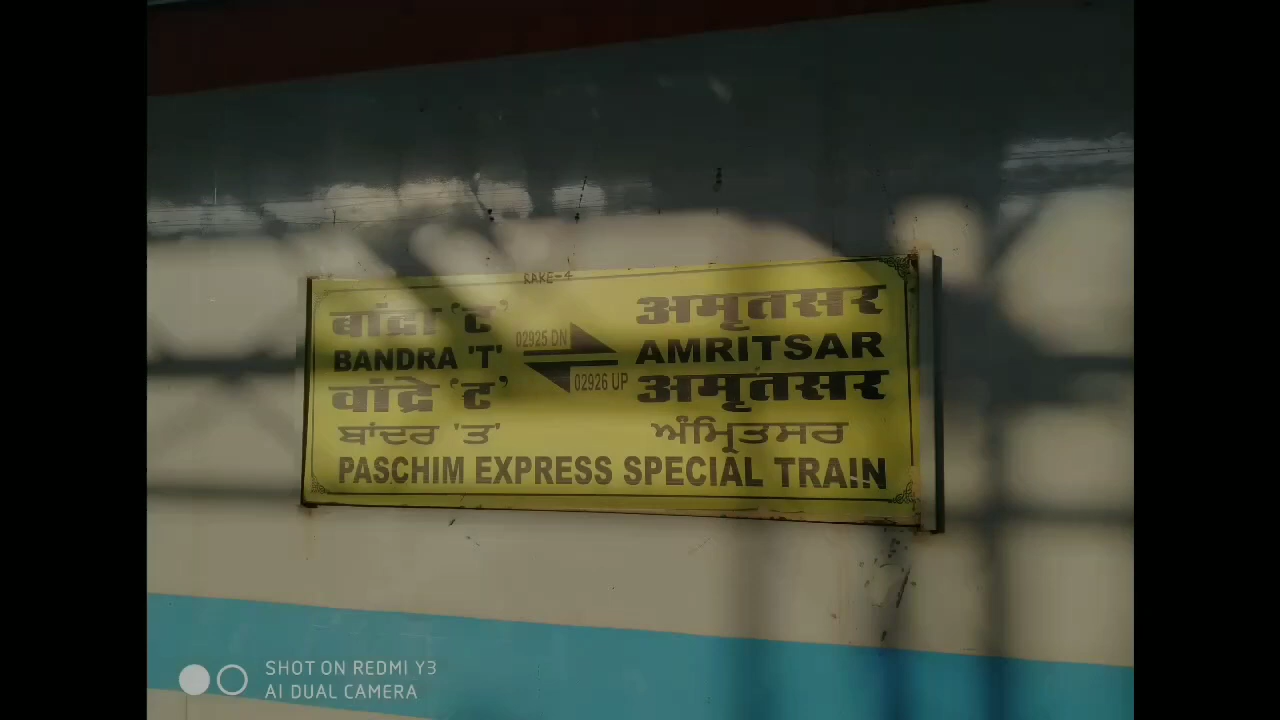 RAKE-4
बांद्रा 'ट'
BANDRA 'T'
वांद्रे 'ट'
ਬਾਂਦਰ 'ਤ'
02925 DN
02926 UP
अमृतसर
AMRITSAR
अमृतसर
ਅੰਮ੍ਰਿਤਸਰ
PASCHIM EXPRESS SPECIAL TRAIN
SHOT ON REDMI Y3
AI DUAL CAMERA